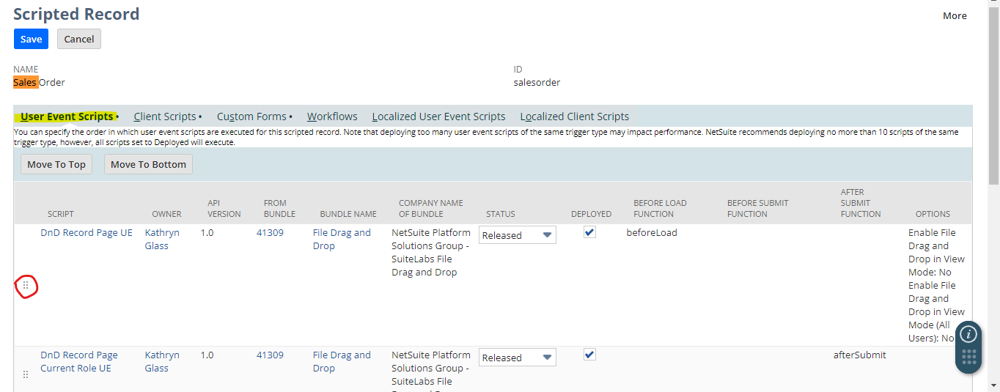 Scripted Record
More
Save
Cancel
NAME
ID
Sales Order
salesorder
User Event Scripts • Client Scripts • Custom Forms • Workflows Localized User Event Scripts Localized Client Scripts
You can specify the order in which user event scripts are executed for this scripted record. Note that deploying too many user event scripts of the same trigger type may impact performance. NetSuite recommends deploying no more than 10 scripts of the same
trigger type, however, all scripts set to Deployed will execute.
Move To Top
Move To Bottom
SCRIPT
OWNER
API
VERSION
FROM
BUNDLE
BUNDLE NAME
COMPANY NAME
OF BUNDLE
STATUS
DEPLOYED
BEFORE LOAD
FUNCTION
BEFORE SUBMIT
FUNCTION
AFTER
SUBMIT
FUNCTION
OPTIONS
DnD Record Page UE
Kathryn
Glass
1.0
41309
File Drag and
Drop
NetSuite Platform
Solutions Group -
SuiteLabs File
Drag and Drop
Released
beforeLoad
Enable File
Drag and
Drop in View
Mode: No
Enable File
Drag and
Drop in View
Mode (All
Users): No
DnD Record Page
Current Role UE
Kathryn
Glass
1.0
41309
File Drag and
Drop
NetSuite Platform
Solutions Group -
SuiteLabs File
Released
afterSubmit